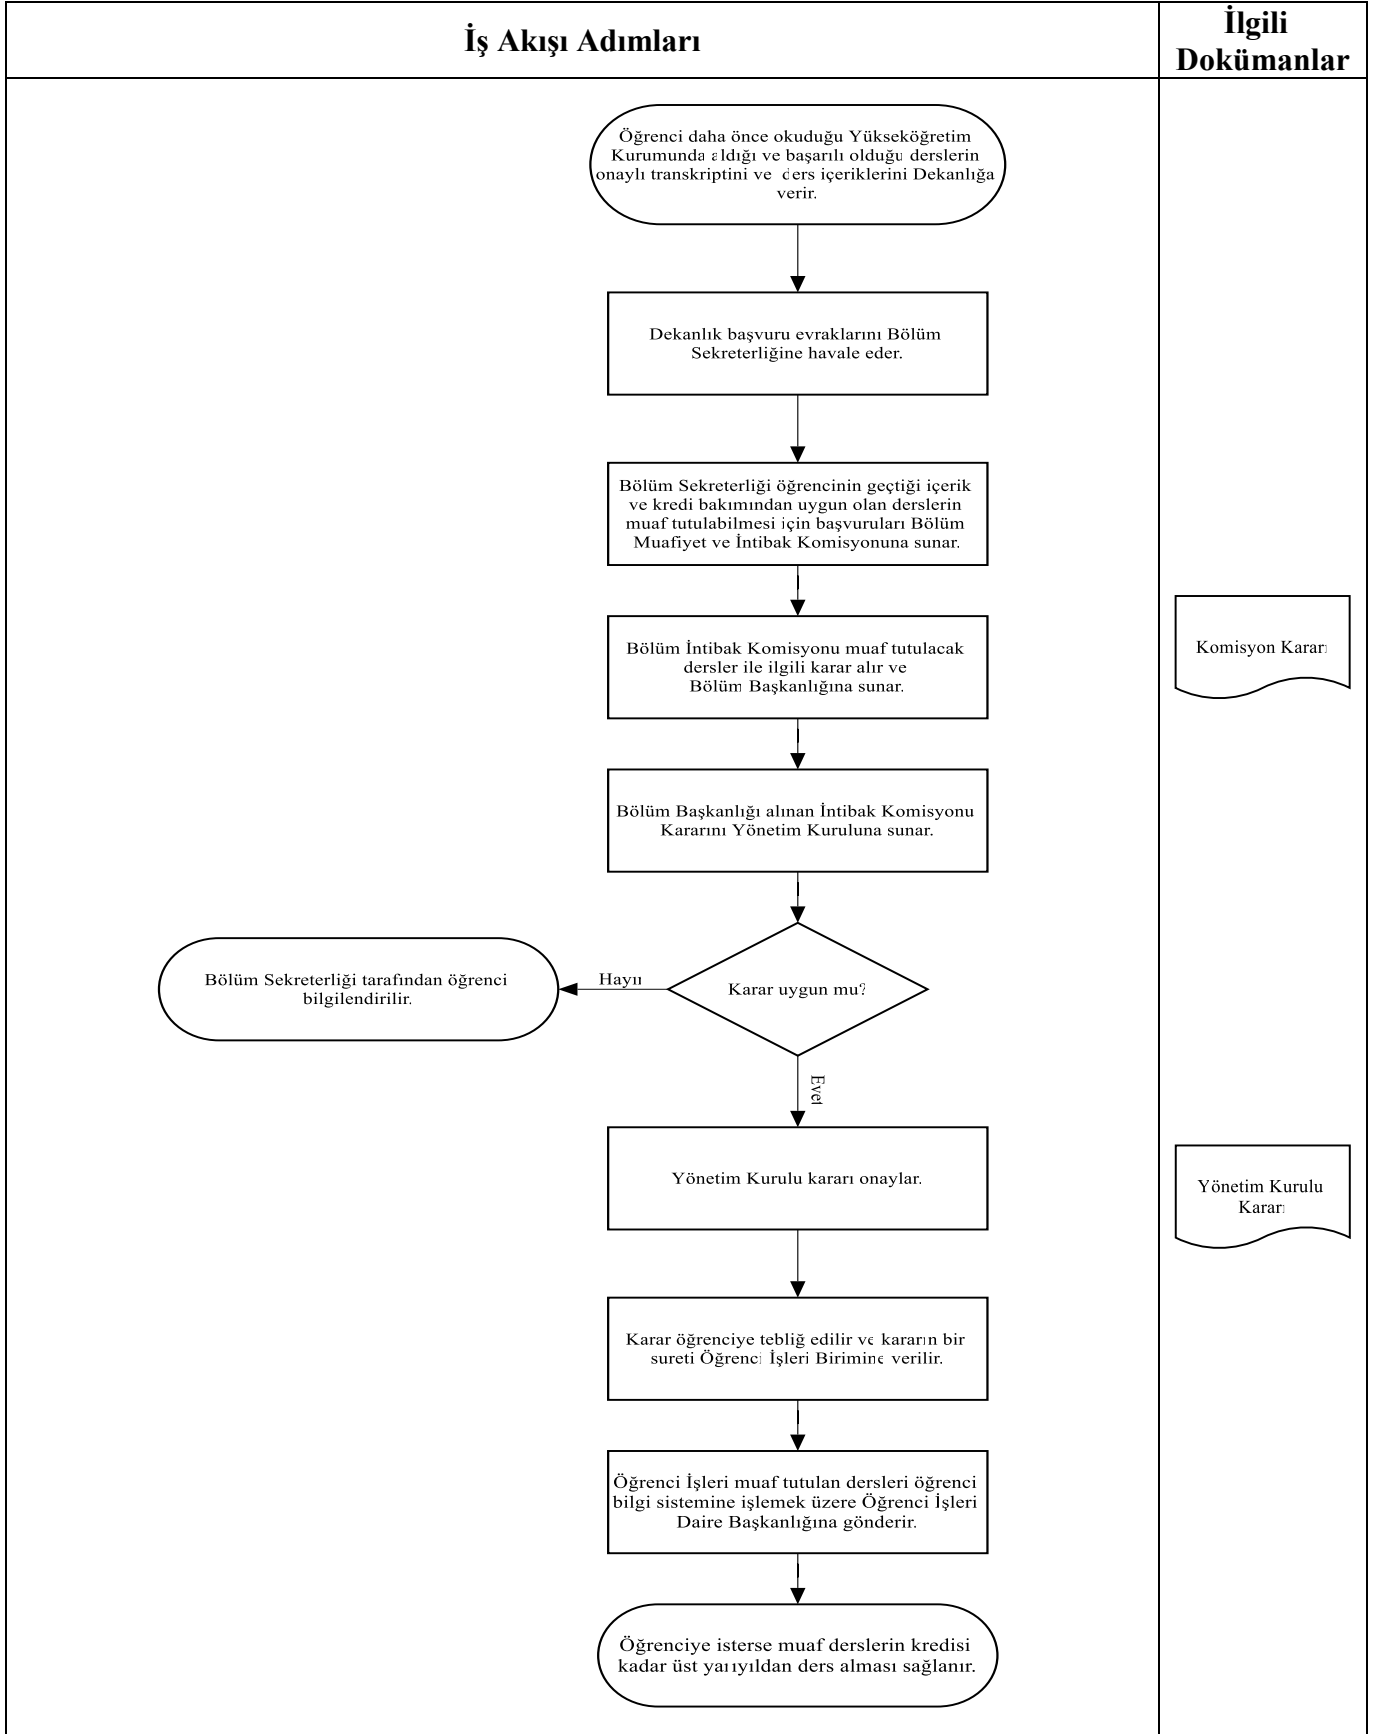 İş Akışı Adımları
İlgili
Dokümanlar
Öğrenci daha önce okuduğu Yükseköğretim
Kurumunda aldığı ve başarılı olduğu derslerin
onaylı transkriptini ve ders içeriklerini Dekanlığa
verir.
Dekanlık başvuru evraklarını Bölüm
Sekreterliğine havale eder.
Bölüm Sekreterliği öğrencinin geçtiği içerik
ve kredi bakımından uygun olan derslerin
muaf tutulabilmesi için başvuruları Bölüm
Muafiyet ve İntibak Komisyonuna sunar.
Bölüm İntibak Komisyonu muaf tutulacak
dersler ile ilgili karar alır ve
Bölüm Başkanlığına sunar.
Komisyon Kararı
Bölüm Başkanlığı alınan İntibak Komisyonu
Kararını Yönetim Kuruluna sunar.
Karar uygun mu?
Hayır
Bölüm Sekreterliği tarafından öğrenci
bilgilendirilir.
Evet
Yönetim Kurulu kararı onaylar.
Yönetim Kurulu
Kararı
Karar öğrenciye tebliğ edilir ve kararın bir
sureti Öğrenci İşleri Birimine verilir.
Öğrenci İşleri muaf tutulan dersleri öğrenci
bilgi sistemine işlemek üzere Öğrenci İşleri
Daire Başkanlığına gönderir.
Öğrenciye isterse muaf derslerin kredisi
kadar üst yarıyıldan ders alması sağlanır.